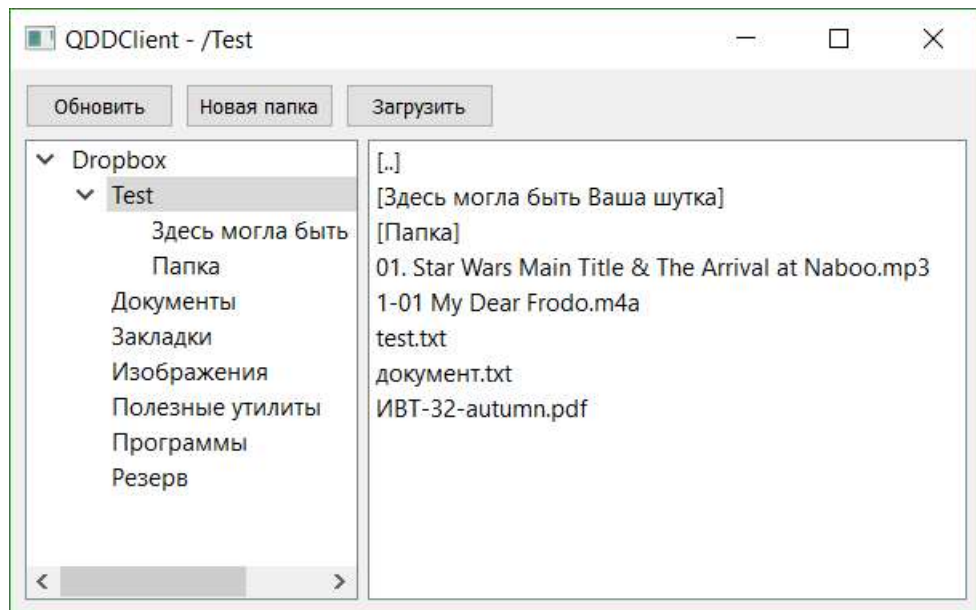 QDDClient - /Test
Обновить Новая папка Загрузить
Dropbox
Test
Здесь могла быть
Папка
Документы
Закладки
Изображения
Полезные утилиты
Программы
Резерв
[..]
[Здесь могла быть Ваша шутка]
[Папка]
01. Star Wars Main Title & The Arrival at Naboo.mp3
1-01 My Dear Frodo.m4a
test.txt
документ.txt
ИВТ-32-autumn.pdf